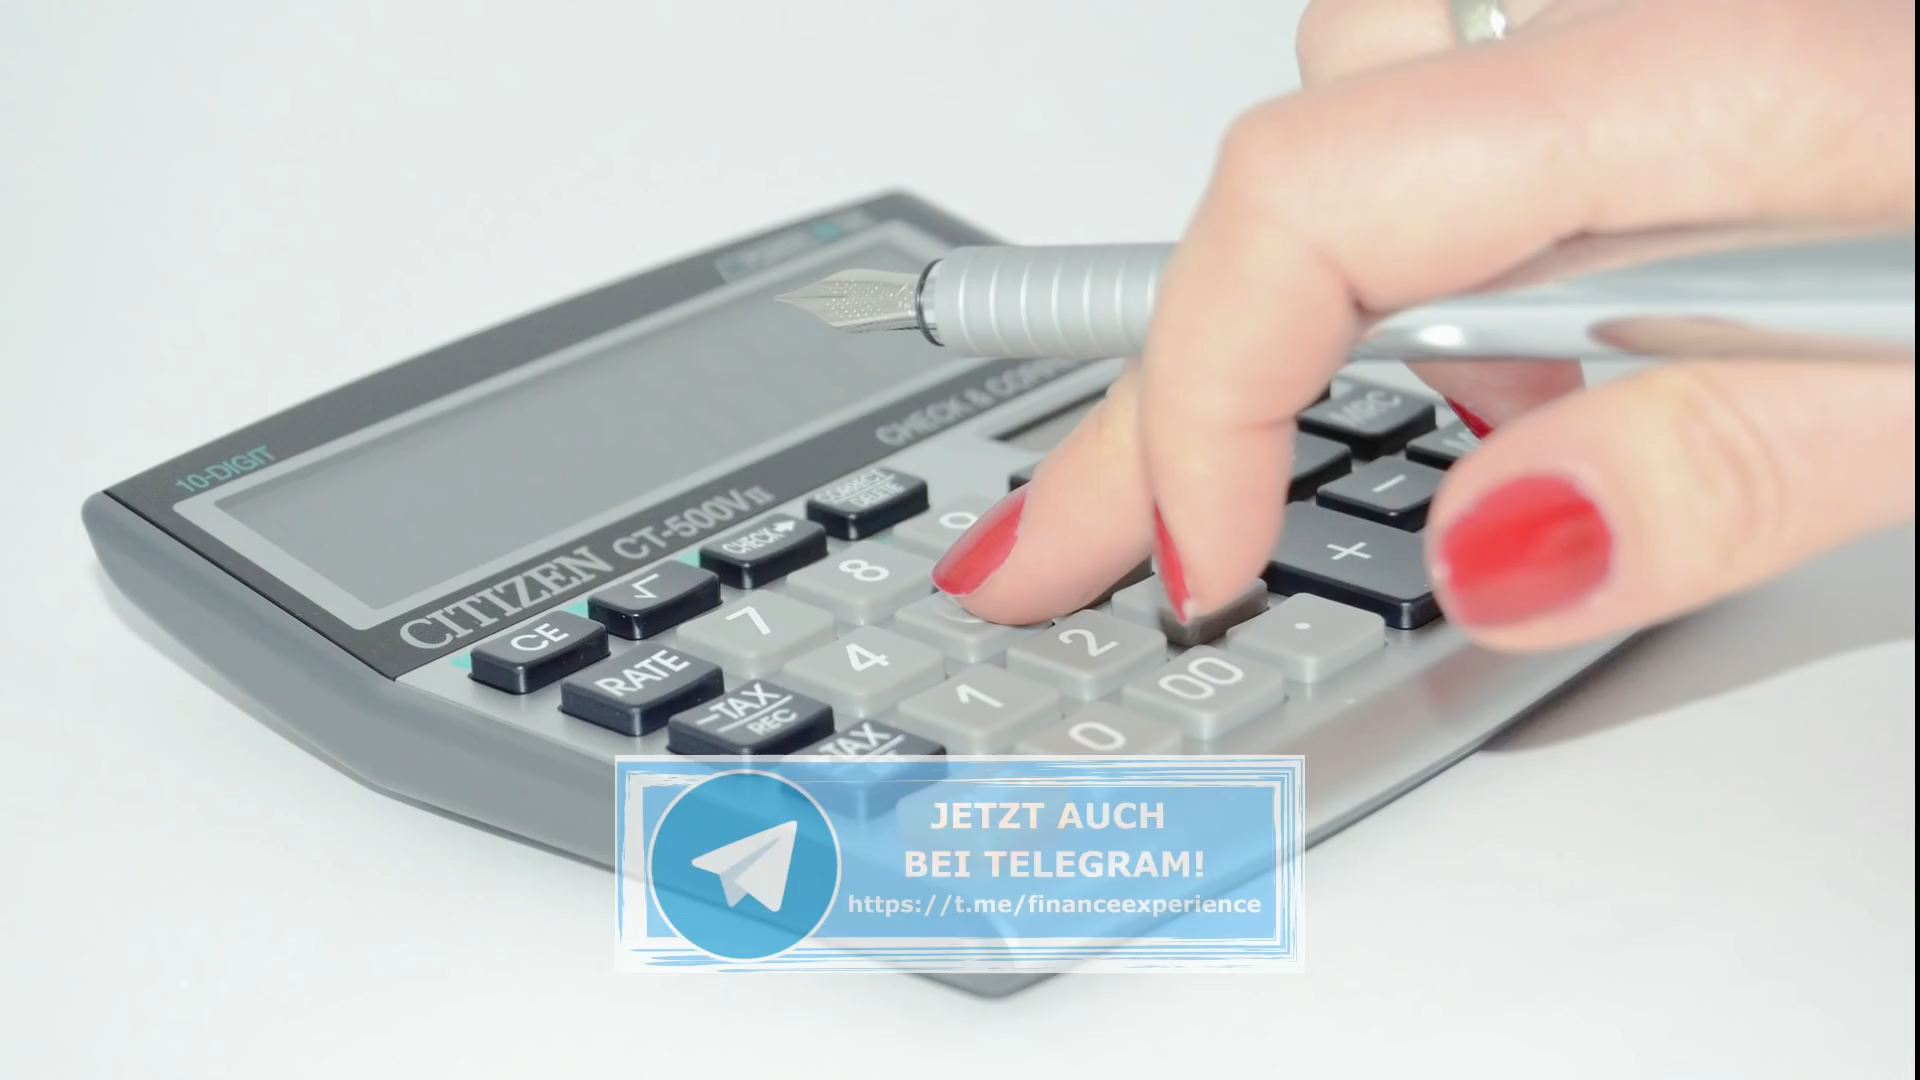 10-DIGIT
CITIZEN CT-500VII
CHECK &
CORRECT
DELETE
CHECK
MRC
CE
√
RATE
-TAX
REC
TAX
7
8
9
4
1
2
+
−
.
00
0
JETZT AUCH
BEI TELEGRAM!
https://t.me/financeexperience